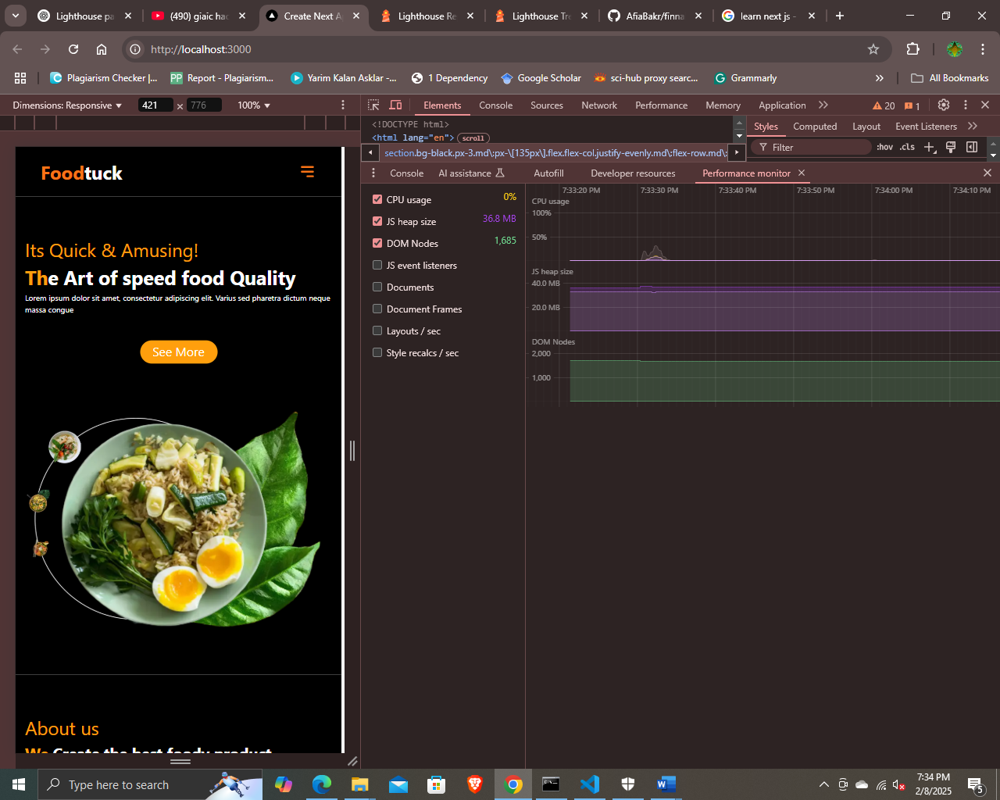 Lighthouse pa
(490) giaic hac
Create Next A
Lighthouse Re
Lighthouse Tre
AfiaBakr/finna
learn next js -
http://localhost:3000
Plagiarism Checker |...
Report - Plagiarism...
Yarim Kalan Asklar -...
1 Dependency
Google Scholar
sci-hub proxy searc...
Grammarly
All Bookmarks
Dimensions: Responsive
421 x 776
100%
Elements
Console
Sources
Network
Performance
Memory
Application
20
1
<!DOCTYPE html>
<html lang="en"> scroll
section.bg-black.px-3.md\:px-\[135px\].flex.flex-col.justify-evenly.md\:flex-row.md\:
Styles
Computed
Layout
Event Listeners
Filter
:hov
.cls
Console
AI assistance
Autofill
Developer resources
Performance monitor
CPU usage 0%
JS heap size 36.8 MB
DOM Nodes 1,685
JS event listeners
Documents
Document Frames
Layouts / sec
Style recalcs / sec
7:33:20 PM
7:33:30 PM
7:33:40 PM
7:33:50 PM
7:34:00 PM
7:34:10 PM
CPU usage
100%
50%
JS heap size
40.0 MB
20.0 MB
DOM Nodes
2,000
1,000
Foodtuck
Its Quick & Amusing!
The Art of speed food Quality
Lorem ipsum dolor sit amet, consectetur adipiscing elit. Varius sed pharetra dictum neque
massa congue
See More
About us
We Create the best foody product
Type here to search
7:34 PM
2/8/2025
5